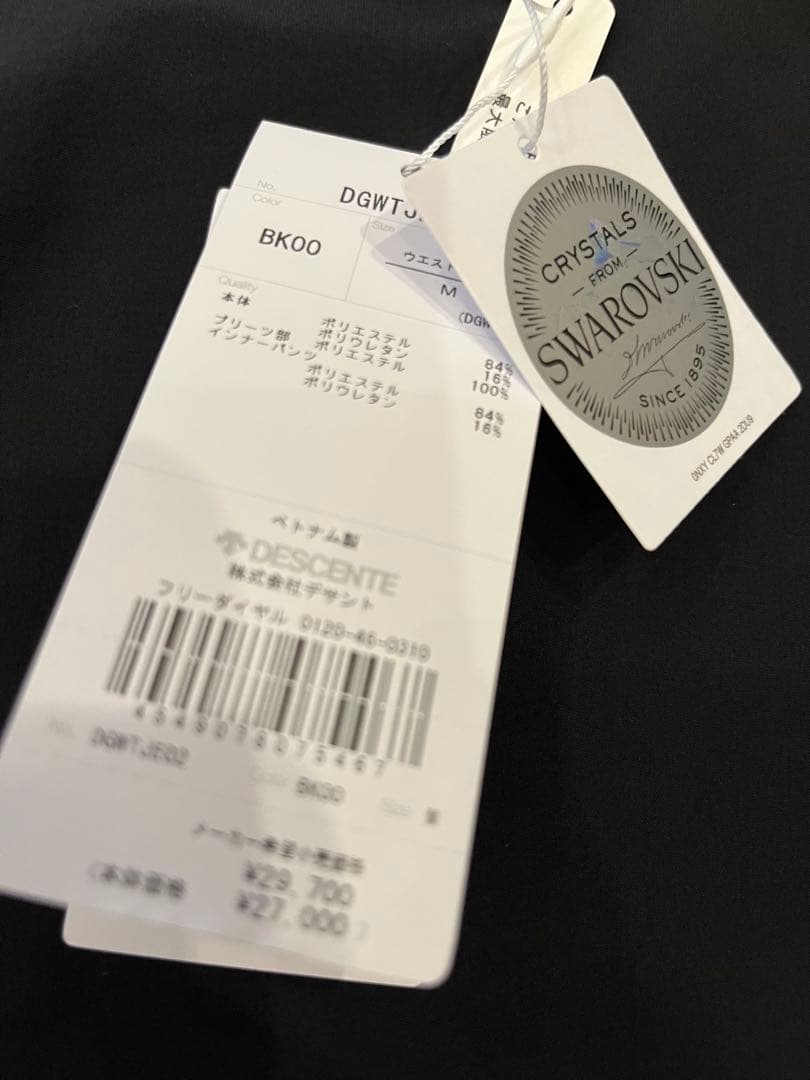 No.
DGWTJ
Color
BK00
Size
ウエスト
M
(DGW
Quality
本体
ポリエステル 84%
ポリウレタン 16%
プリーツ部 ポリエステル 100%
インナーパンツ
ポリエステル 84%
ポリウレタン 16%
ベトナム製
DESCENTE
株式会社デサント
フリーダイヤル 0120-46-0310
No. DGWTJE02
Color BK00 Size M
メーカー希望小売価格
¥29,700
(本体価格 ¥27,000)
CRYSTALS
FROM
SWAROVSKI
SINCE 1895